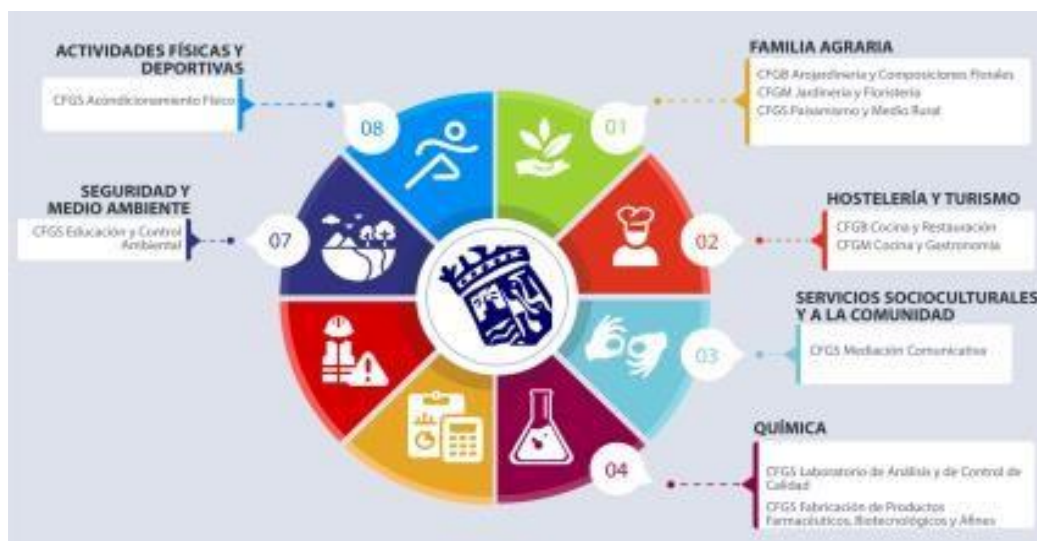 ACTIVIDADES FÍSICAS Y
DEPORTIVAS
CFGS Acondicionamiento Físico
08
SEGURIDAD Y
MEDIO AMBIENTE
CFGS Educación y Control
Ambiental
07
FAMILIA AGRARIA
CFGB Arojardineria y Composiciones Florales
CFGM Jardinería y Floristería
CFGS Paisajismo y Medio Rural
01
HOSTELERÍA Y TURISMO
CFGB Cocina y Restauración
CFGM Cocina y Gastronomía
02
SERVICIOS SOCIOCULTURALES
Y A LA COMUNIDAD
CFGS Mediación Comunicativa
03
QUÍMICA
CFGS Laboratorio de Análisis y de Control de
Calidad
CFGS Fabricación de Productos
Farmacéuticos, Biotecnológicos y Afines
04